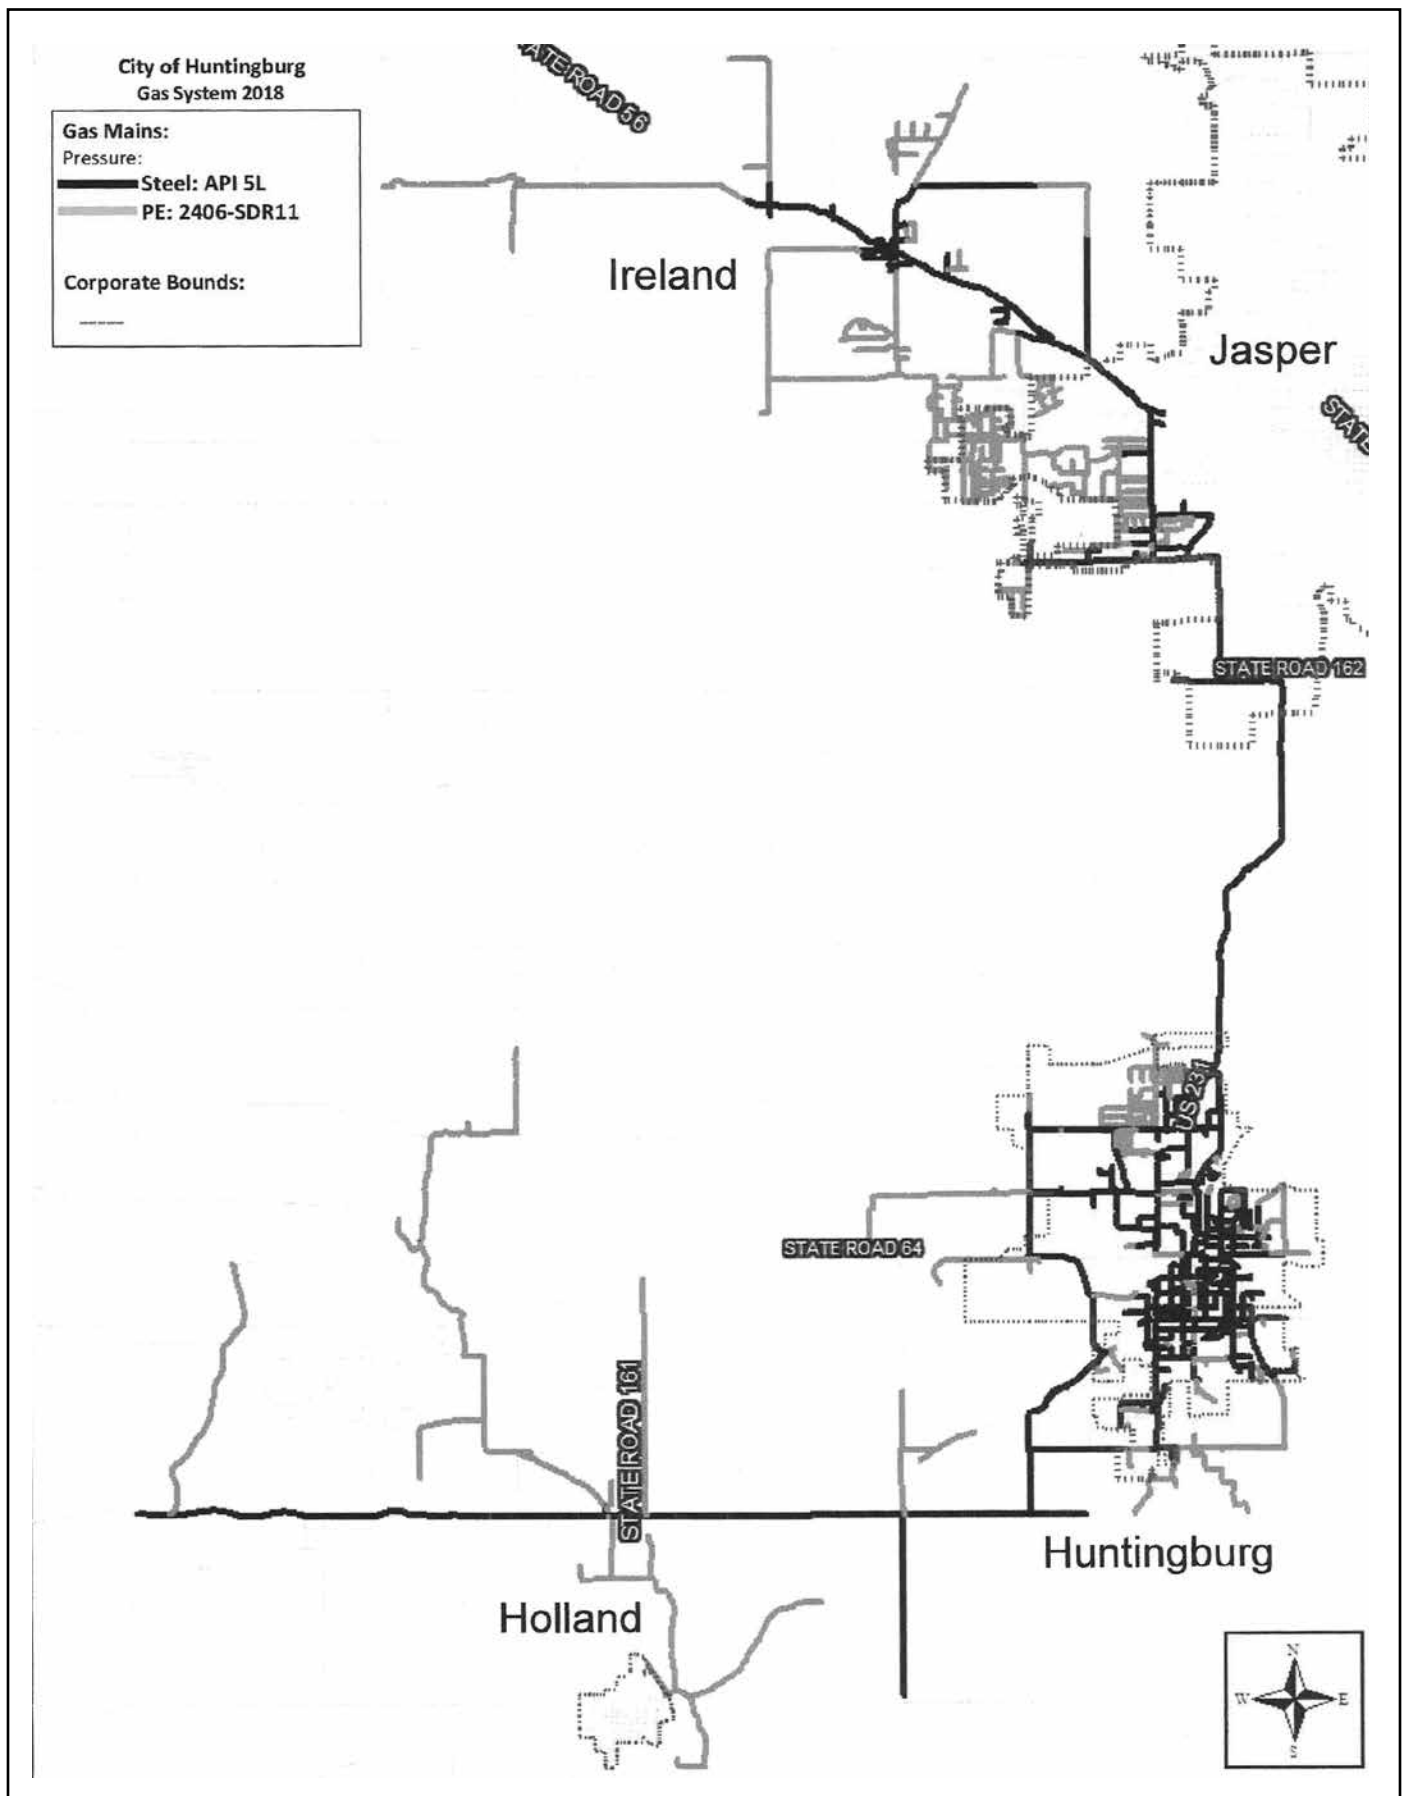 City of Huntingburg
Gas System 2018
Gas Mains:
Pressure:
Steel: API 5L
PE: 2406-SDR11
Corporate Bounds:
STATE ROAD 56
Ireland
Jasper
STATE
STATE ROAD 162
US 231
STATE ROAD 64
STATE ROAD 161
Huntingburg
Holland
N
W E
S